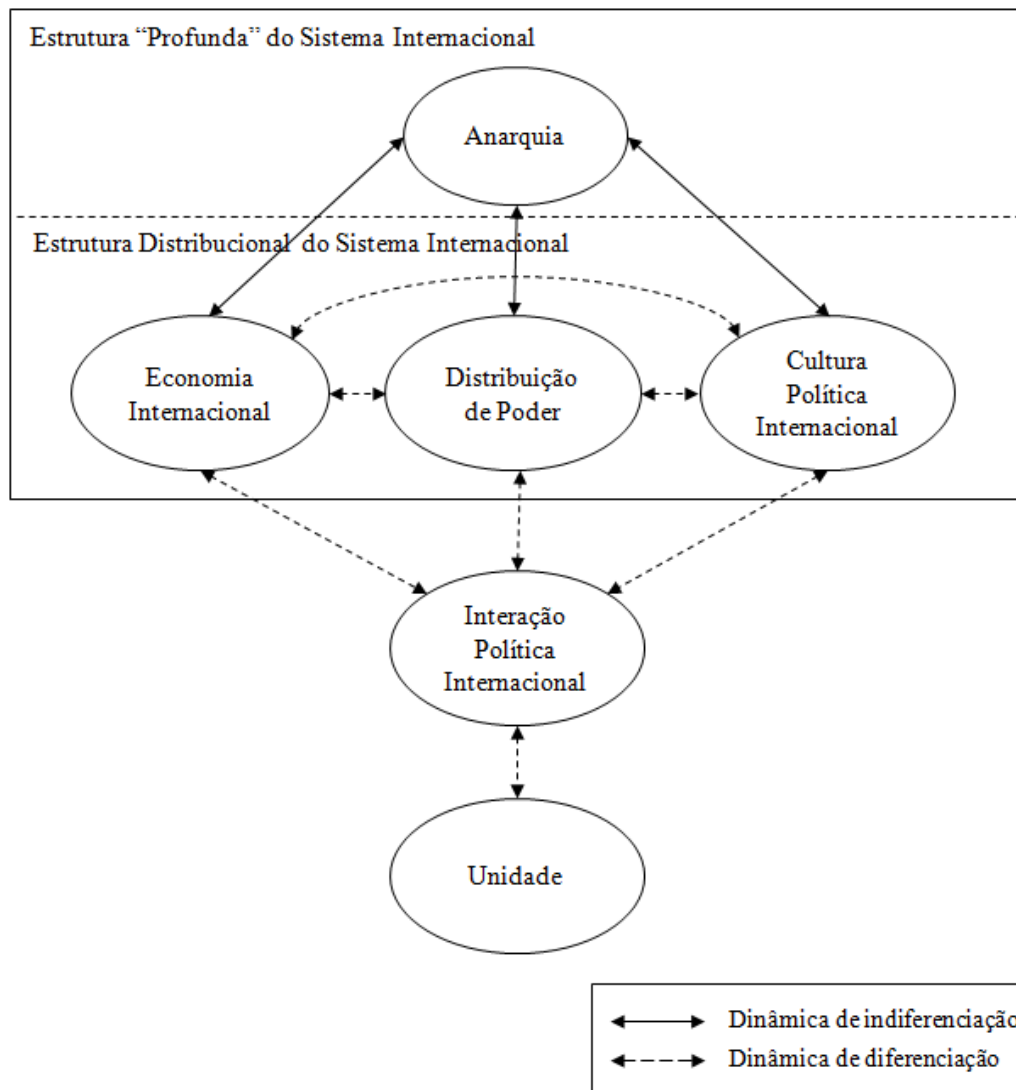 Estrutura “Profunda” do Sistema Internacional
Anarquia
Estrutura Distribucional do Sistema Internacional
Economia
Internacional
Distribuição
de Poder
Cultura
Política
Internacional
Interação
Política
Internacional
Unidade
Dinâmica de indiferenciação
Dinâmica de diferenciação